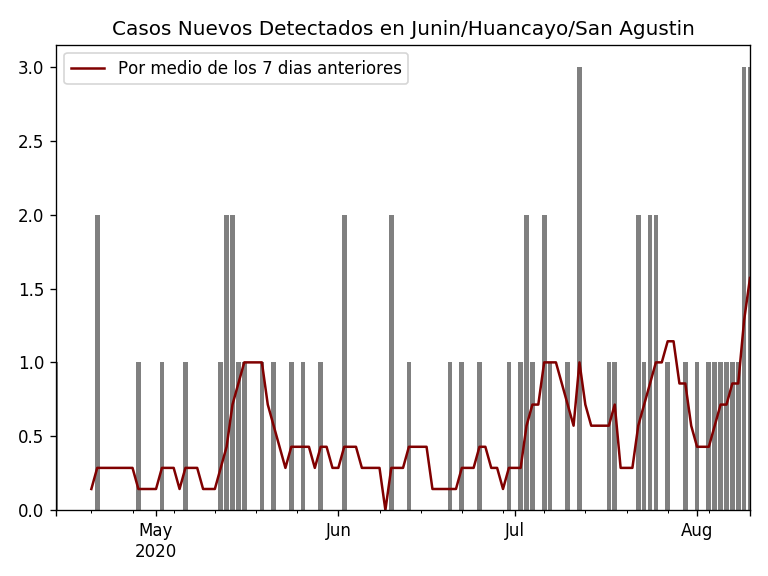 Casos Nuevos Detectados en Junin/Huancayo/San Agustin
Por medio de los 7 dias anteriores
3.0
2.5
2.0
1.5
1.0
0.5
0.0
May Jun Jul Aug
2020